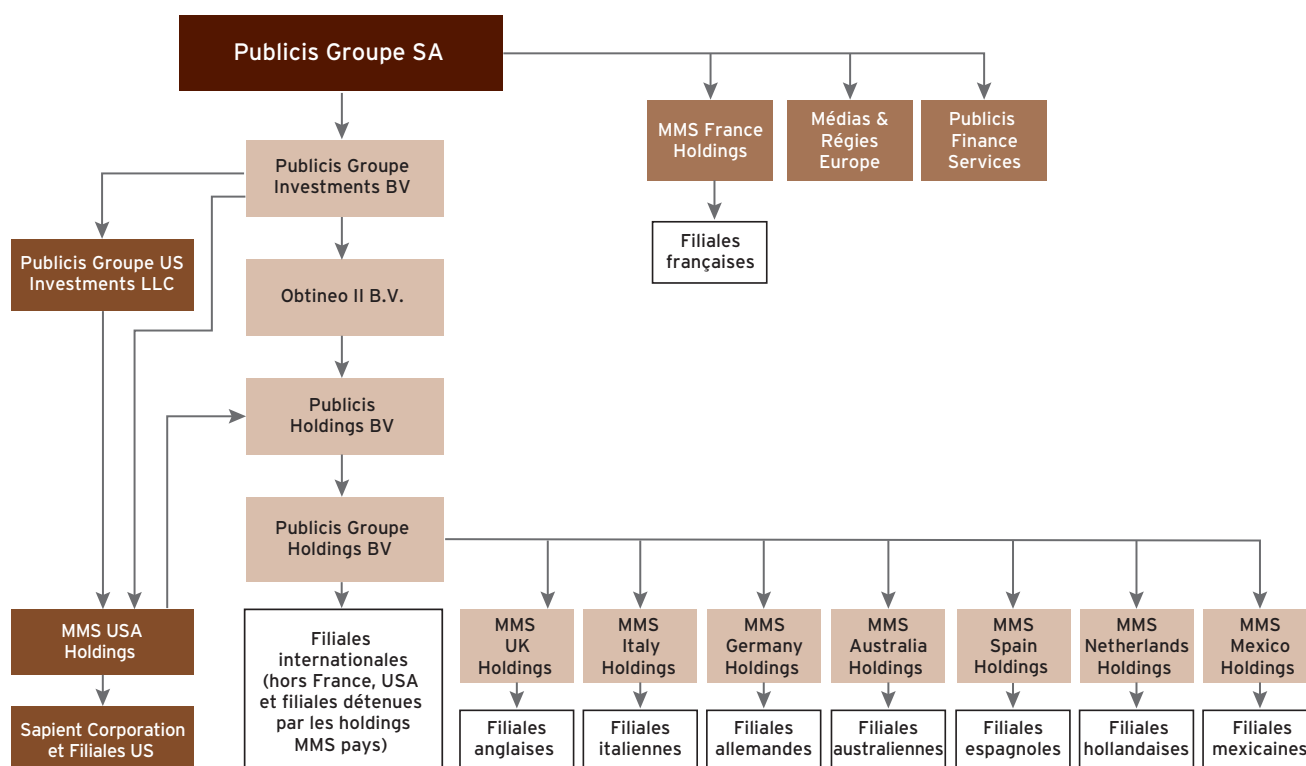 Publicis Groupe SA
MMS France
Holdings
Médias &
Régies
Europe
Publicis
Finance
Services
Publicis Groupe
Investments BV
Filiales
françaises
Publicis Groupe US
Investments LLC
Obtineo II B.V.
Publicis
Holdings BV
Publicis Groupe
Holdings BV
MMS USA
Holdings
Sapient Corporation
et Filiales US
Filiales
internationales
(hors France, USA
et filiales détenues
par les holdings
MMS pays)
MMS
UK
Holdings
MMS
Italy
Holdings
MMS
Germany
Holdings
MMS
Australia
Holdings
MMS
Spain
Holdings
MMS
Netherlands
Holdings
MMS
Mexico
Holdings
Filiales
anglaises
Filiales
italiennes
Filiales
allemandes
Filiales
australiennes
Filiales
espagnoles
Filiales
hollandaises
Filiales
mexicaines